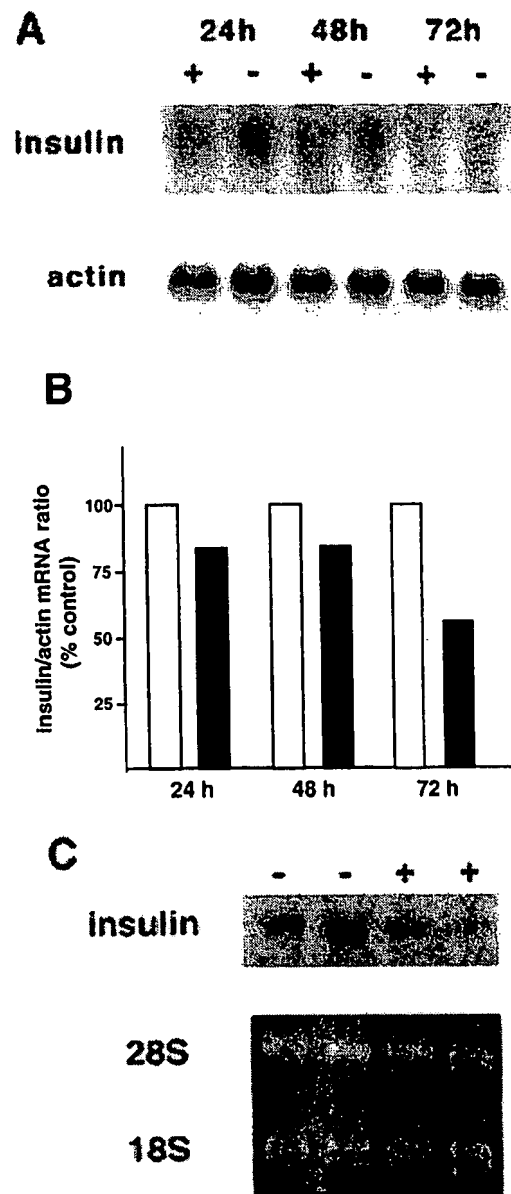 A
24h 48h 72h
+ - + - + -
insulin
actin
B
insulin/actin mRNA ratio
(% control)
100
75
50
25
24 h 48 h 72 h
C
- - + +
insulin
28S
18S